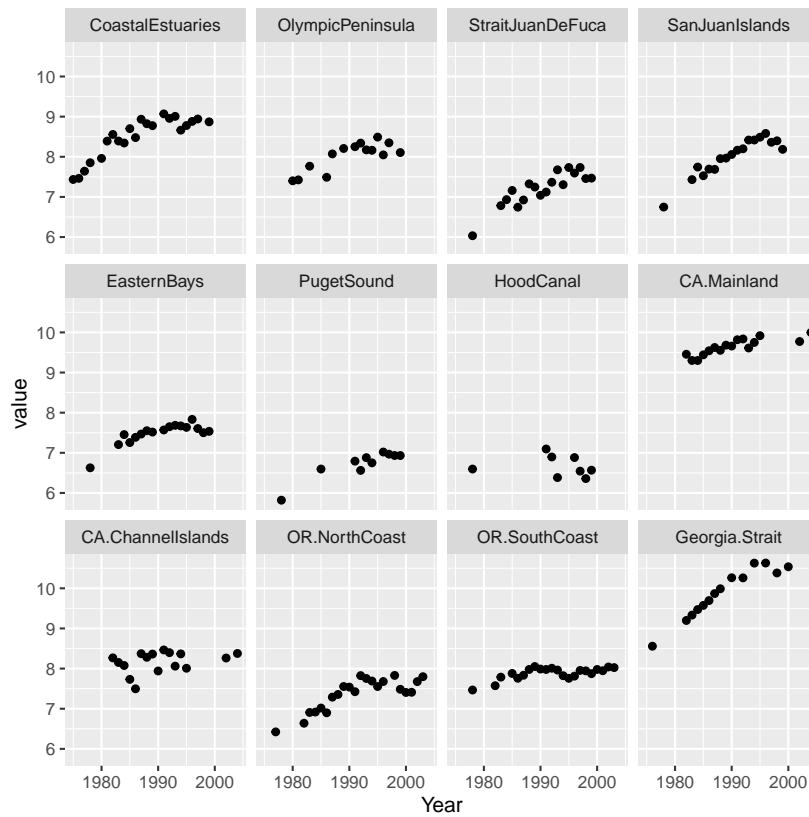 CoastalEstuaries OlympicPeninsula StraitJuanDeFuca SanJuanIslands
10
9
8
7
6
EasternBays PugetSound HoodCanal CA.Mainland
10
9
8
7
6
value
CA.ChannelIslands OR.NorthCoast OR.SouthCoast Georgia.Strait
10
9
8
7
6
1980 1990 2000 1980 1990 2000 1980 1990 2000 1980 1990 2000
Year